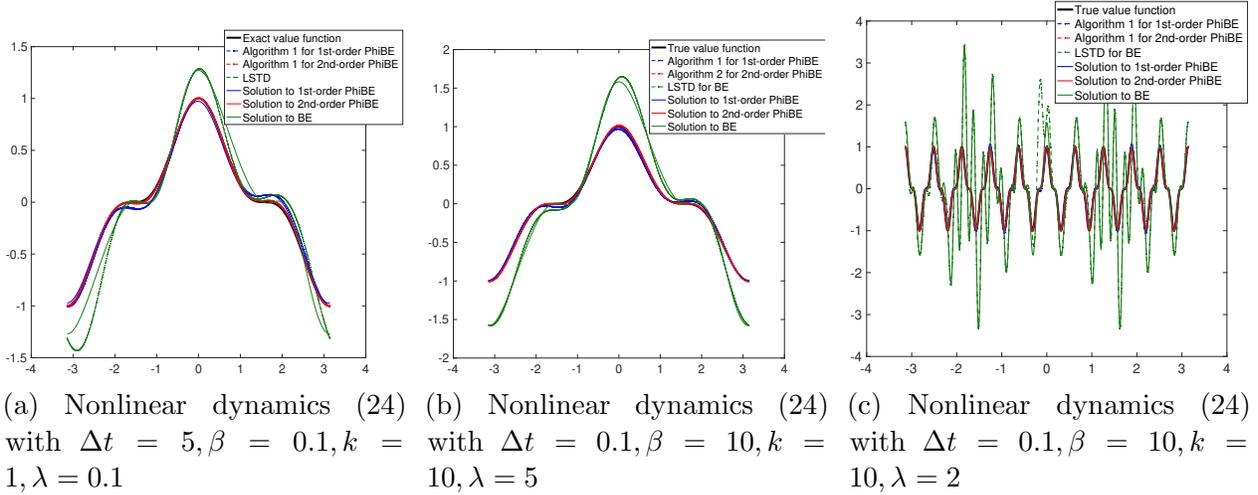 Exact value function
Algorithm 1 for 1st-order PhiBE
Algorithm 1 for 2nd-order PhiBE
LSTD
Solution to 1st-order PhiBE
Solution to 2nd-order PhiBE
Solution to BE
1.5
1
0.5
0
-0.5
-1
-1.5
-4 -3 -2 -1 0 1 2 3 4
(a) Nonlinear dynamics (24)
with Δt = 5, β = 0.1, k =
1, λ = 0.1
True value function
Algorithm 1 for 1st-order PhiBE
Algorithm 2 for 2nd-order PhiBE
LSTD for BE
Solution to 1st-order PhiBE
Solution to 2nd-order PhiBE
Solution to BE
2
1.5
1
0.5
0
-0.5
-1
-1.5
-2
-4 -3 -2 -1 0 1 2 3 4
(b) Nonlinear dynamics (24)
with Δt = 0.1, β = 10, k =
10, λ = 5
True value function
Algorithm 1 for 1st-order PhiBE
Algorithm 1 for 2nd-order PhiBE
LSTD for BE
Solution to 1st-order PhiBE
Solution to 2nd-order PhiBE
Solution to BE
4
3
2
1
0
-1
-2
-3
-4
-4 -3 -2 -1 0 1 2 3 4
(c) Nonlinear dynamics (24)
with Δt = 0.1, β = 10, k =
10, λ = 2